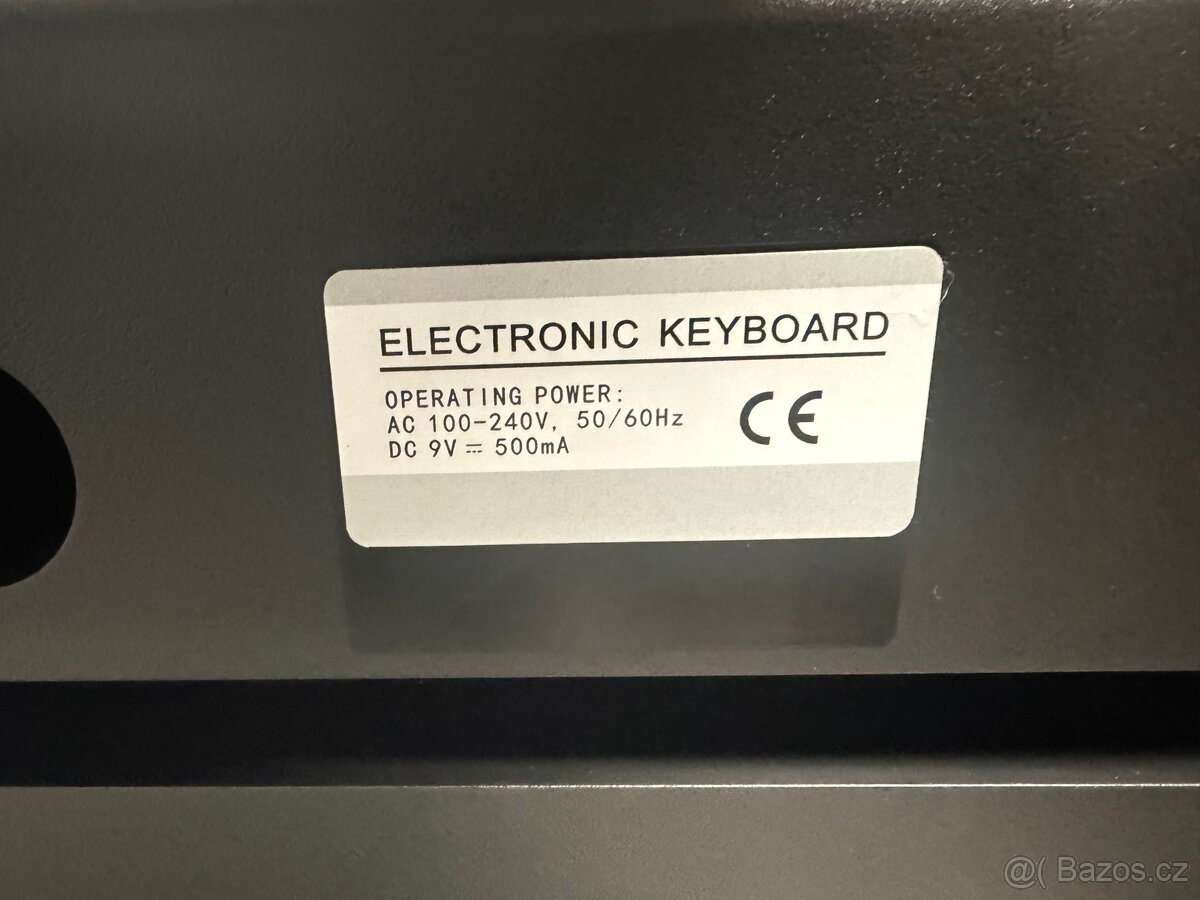 ELECTRONIC KEYBOARD
OPERATING POWER:
AC 100-240V, 50/60Hz
DC 9V ⎓ 500mA
CE
@( Bazos.cz